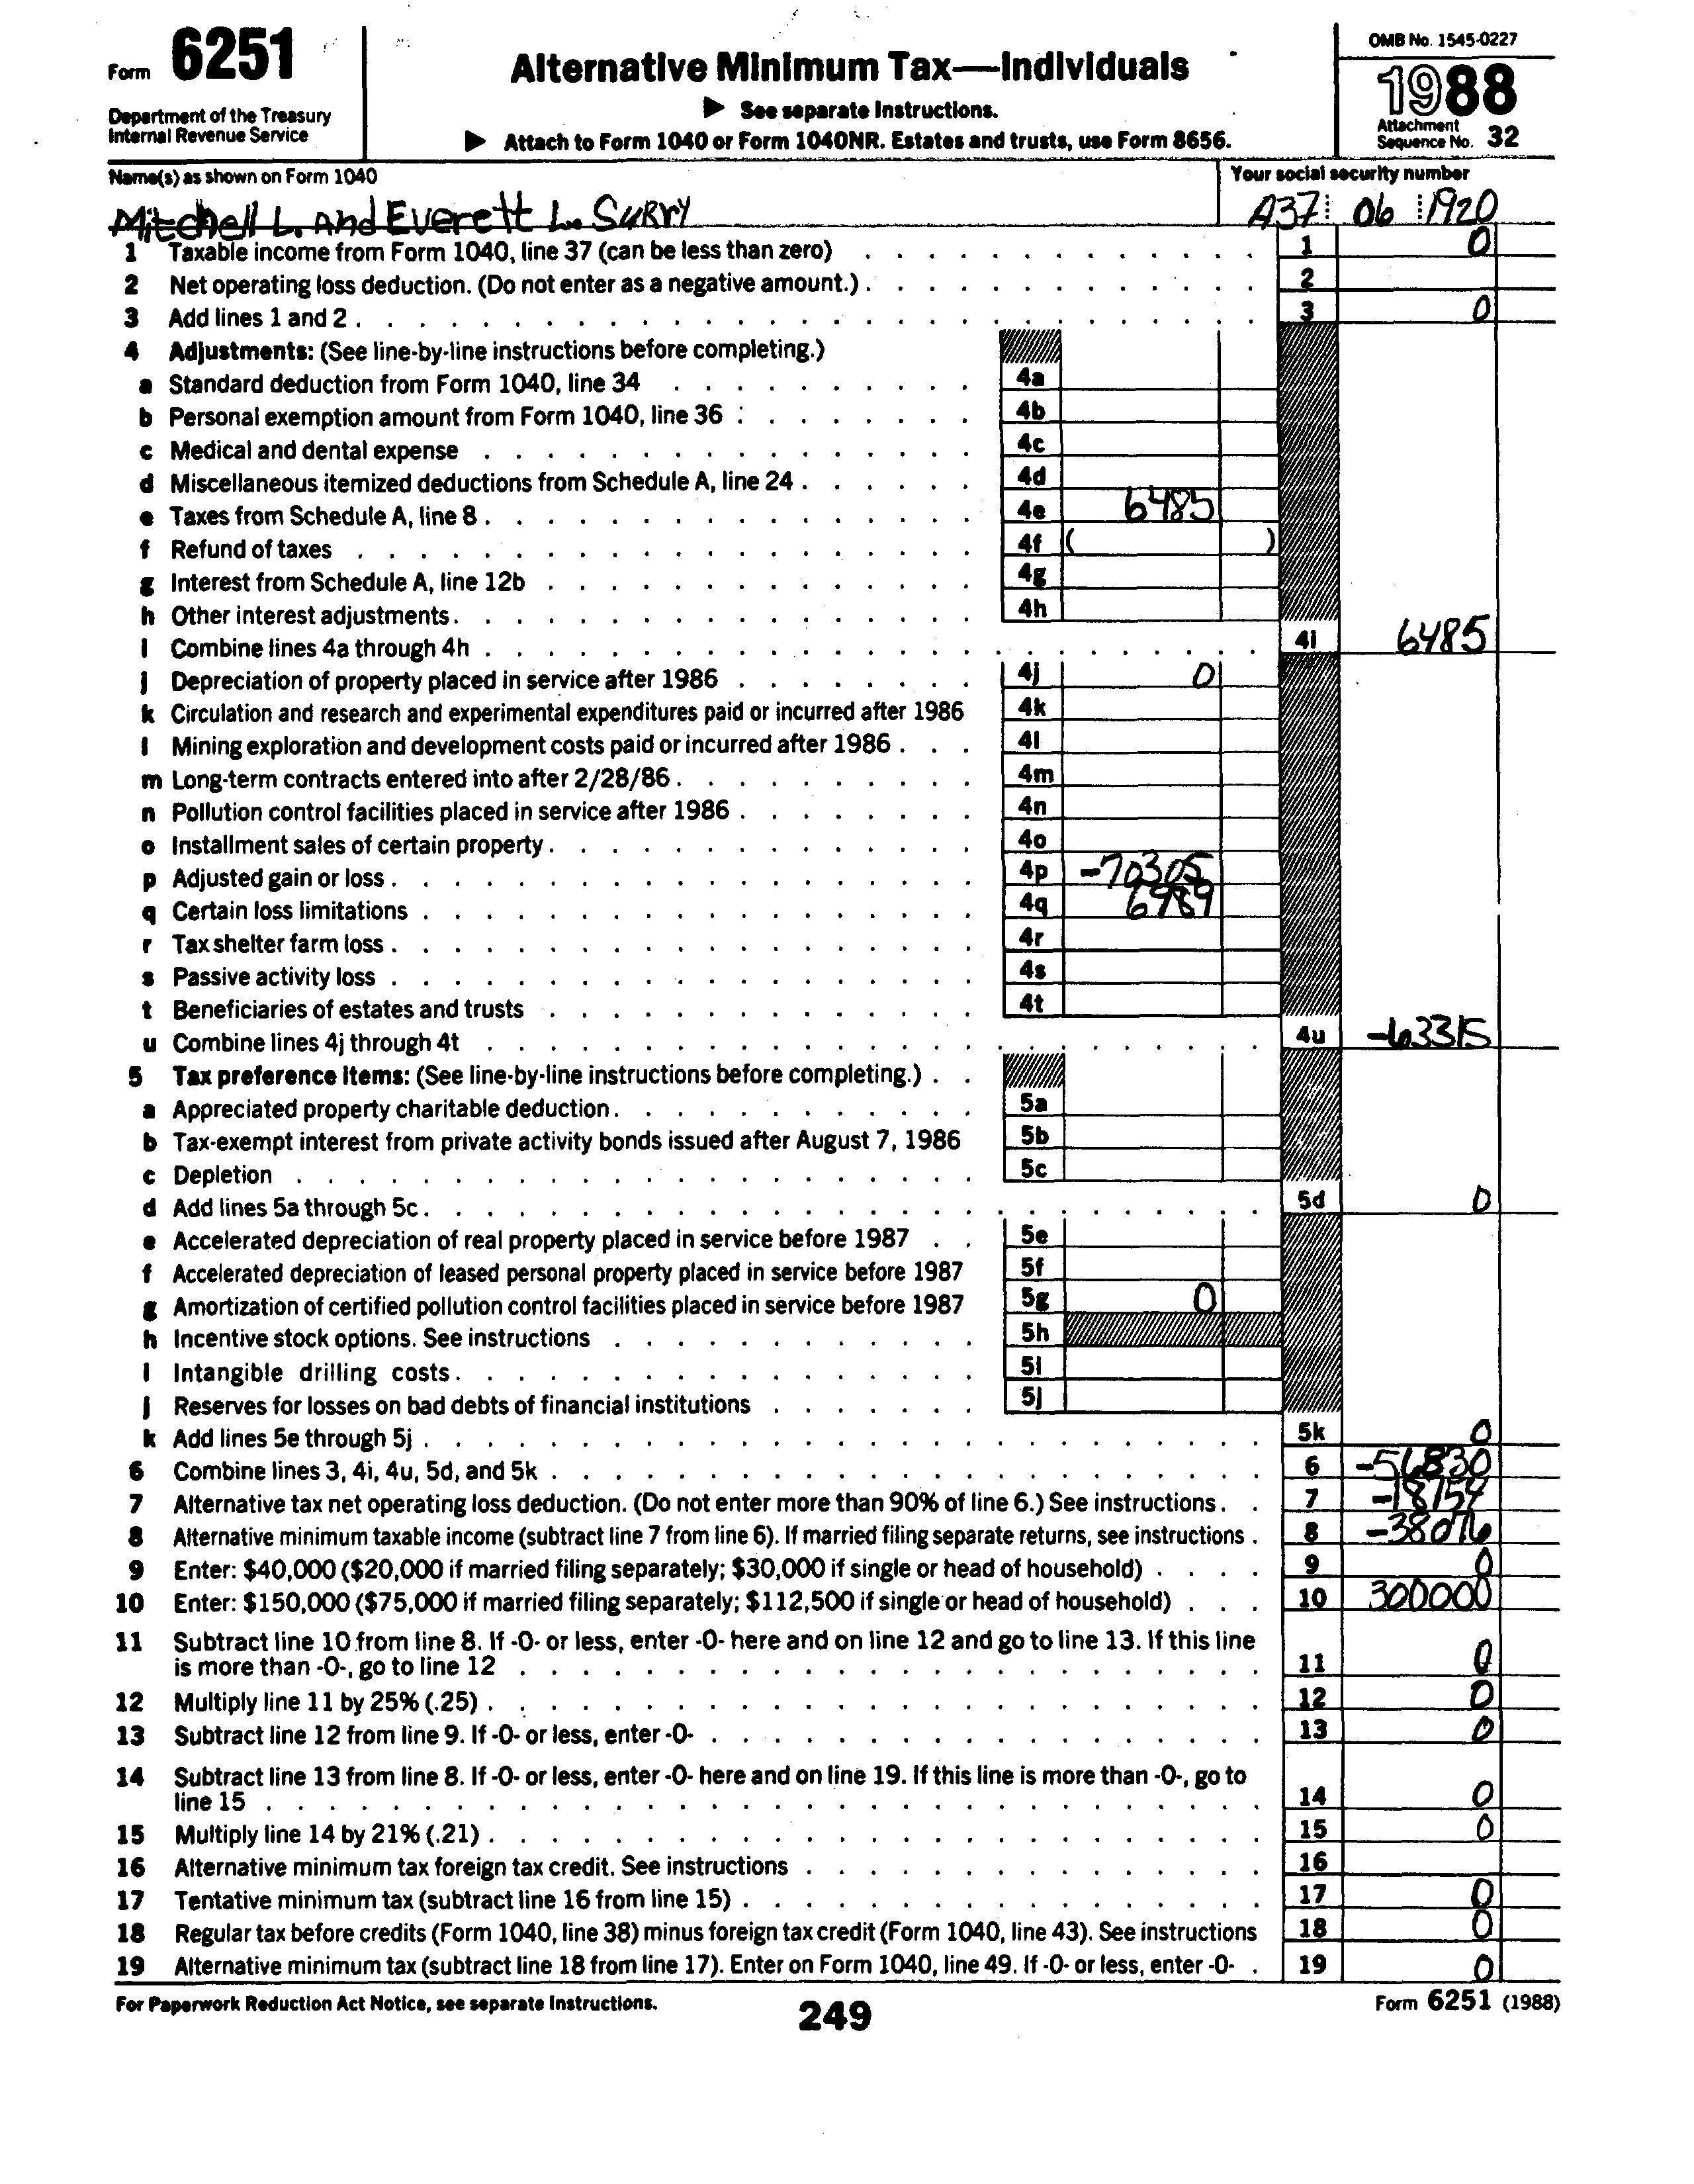 Form 6251
Department of the Treasury
Internal Revenue Service
Alternative Minimum Tax—Individuals
▶ See separate Instructions.
▶ Attach to Form 1040 or Form 1040NR. Estates and trusts, use Form 8656.
OMB No. 1545-0227
1988
Attachment
Sequence No. 32
Name(s) as shown on Form 1040
Your social security number
Mitchell L. And Everett L. Surry
A37 06 1920
1 Taxable income from Form 1040, line 37 (can be less than zero) 1 0
2 Net operating loss deduction. (Do not enter as a negative amount.) 2
3 Add lines 1 and 2 3 0
4 Adjustments: (See line-by-line instructions before completing.)
a Standard deduction from Form 1040, line 34 4a
b Personal exemption amount from Form 1040, line 36 4b
c Medical and dental expense 4c
d Miscellaneous itemized deductions from Schedule A, line 24 4d
e Taxes from Schedule A, line 8 4e 6485
f Refund of taxes 4f ( )
g Interest from Schedule A, line 12b 4g
h Other interest adjustments 4h
i Combine lines 4a through 4h 4i 6485
j Depreciation of property placed in service after 1986 4j 0
k Circulation and research and experimental expenditures paid or incurred after 1986 4k
l Mining exploration and development costs paid or incurred after 1986 4l
m Long-term contracts entered into after 2/28/86 4m
n Pollution control facilities placed in service after 1986 4n
o Installment sales of certain property 4o
p Adjusted gain or loss 4p -70305
q Certain loss limitations 4q 6989
r Tax shelter farm loss 4r
s Passive activity loss 4s
t Beneficiaries of estates and trusts 4t
u Combine lines 4j through 4t 4u -63315
5 Tax preference items: (See line-by-line instructions before completing.)
a Appreciated property charitable deduction 5a
b Tax-exempt interest from private activity bonds issued after August 7, 1986 5b
c Depletion 5c
d Add lines 5a through 5c 5d 0
e Accelerated depreciation of real property placed in service before 1987 5e
f Accelerated depreciation of leased personal property placed in service before 1987 5f
g Amortization of certified pollution control facilities placed in service before 1987 5g 0
h Incentive stock options. See instructions 5h
i Intangible drilling costs 5i
j Reserves for losses on bad debts of financial institutions 5j
k Add lines 5e through 5j 5k 0
6 Combine lines 3, 4i, 4u, 5d, and 5k 6 -56830
7 Alternative tax net operating loss deduction. (Do not enter more than 90% of line 6.) See instructions 7 -18754
8 Alternative minimum taxable income (subtract line 7 from line 6). If married filing separate returns, see instructions 8 -38076
9 Enter: $40,000 ($20,000 if married filing separately; $30,000 if single or head of household) 9 0
10 Enter: $150,000 ($75,000 if married filing separately; $112,500 if single or head of household) 10 300000
11 Subtract line 10 from line 8. If -0- or less, enter -0- here and on line 12 and go to line 13. If this line
is more than -0-, go to line 12 11 0
12 Multiply line 11 by 25% (.25) 12 0
13 Subtract line 12 from line 9. If -0- or less, enter -0- 13 0
14 Subtract line 13 from line 8. If -0- or less, enter -0- here and on line 19. If this line is more than -0-, go to
line 15 14 0
15 Multiply line 14 by 21% (.21) 15 0
16 Alternative minimum tax foreign tax credit. See instructions 16
17 Tentative minimum tax (subtract line 16 from line 15) 17 0
18 Regular tax before credits (Form 1040, line 38) minus foreign tax credit (Form 1040, line 43). See instructions 18 0
19 Alternative minimum tax (subtract line 18 from line 17). Enter on Form 1040, line 49. If -0- or less, enter -0- 19 0
For Paperwork Reduction Act Notice, see separate Instructions.
249
Form 6251 (1988)